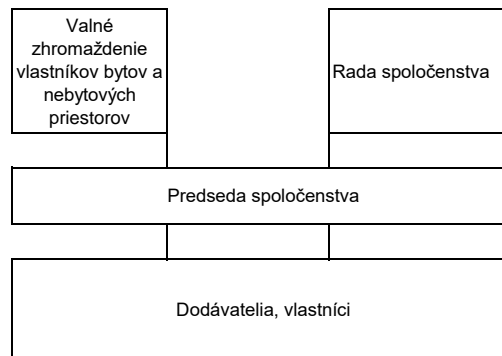 Valné
zhromaždenie
vlastníkov bytov a
nebytových
priestorov
Rada spoločenstva
Predseda spoločenstva
Dodávatelia, vlastníci